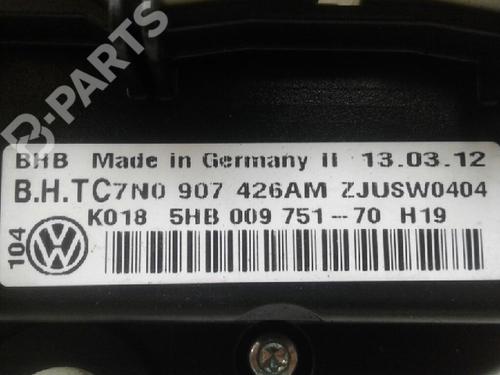 B-PARTS
BHB Made in Germany II 13.03.12
B.H.TC7N0 907 426AM ZJUSW0404
K018 5HB 009 751-70 H19
104